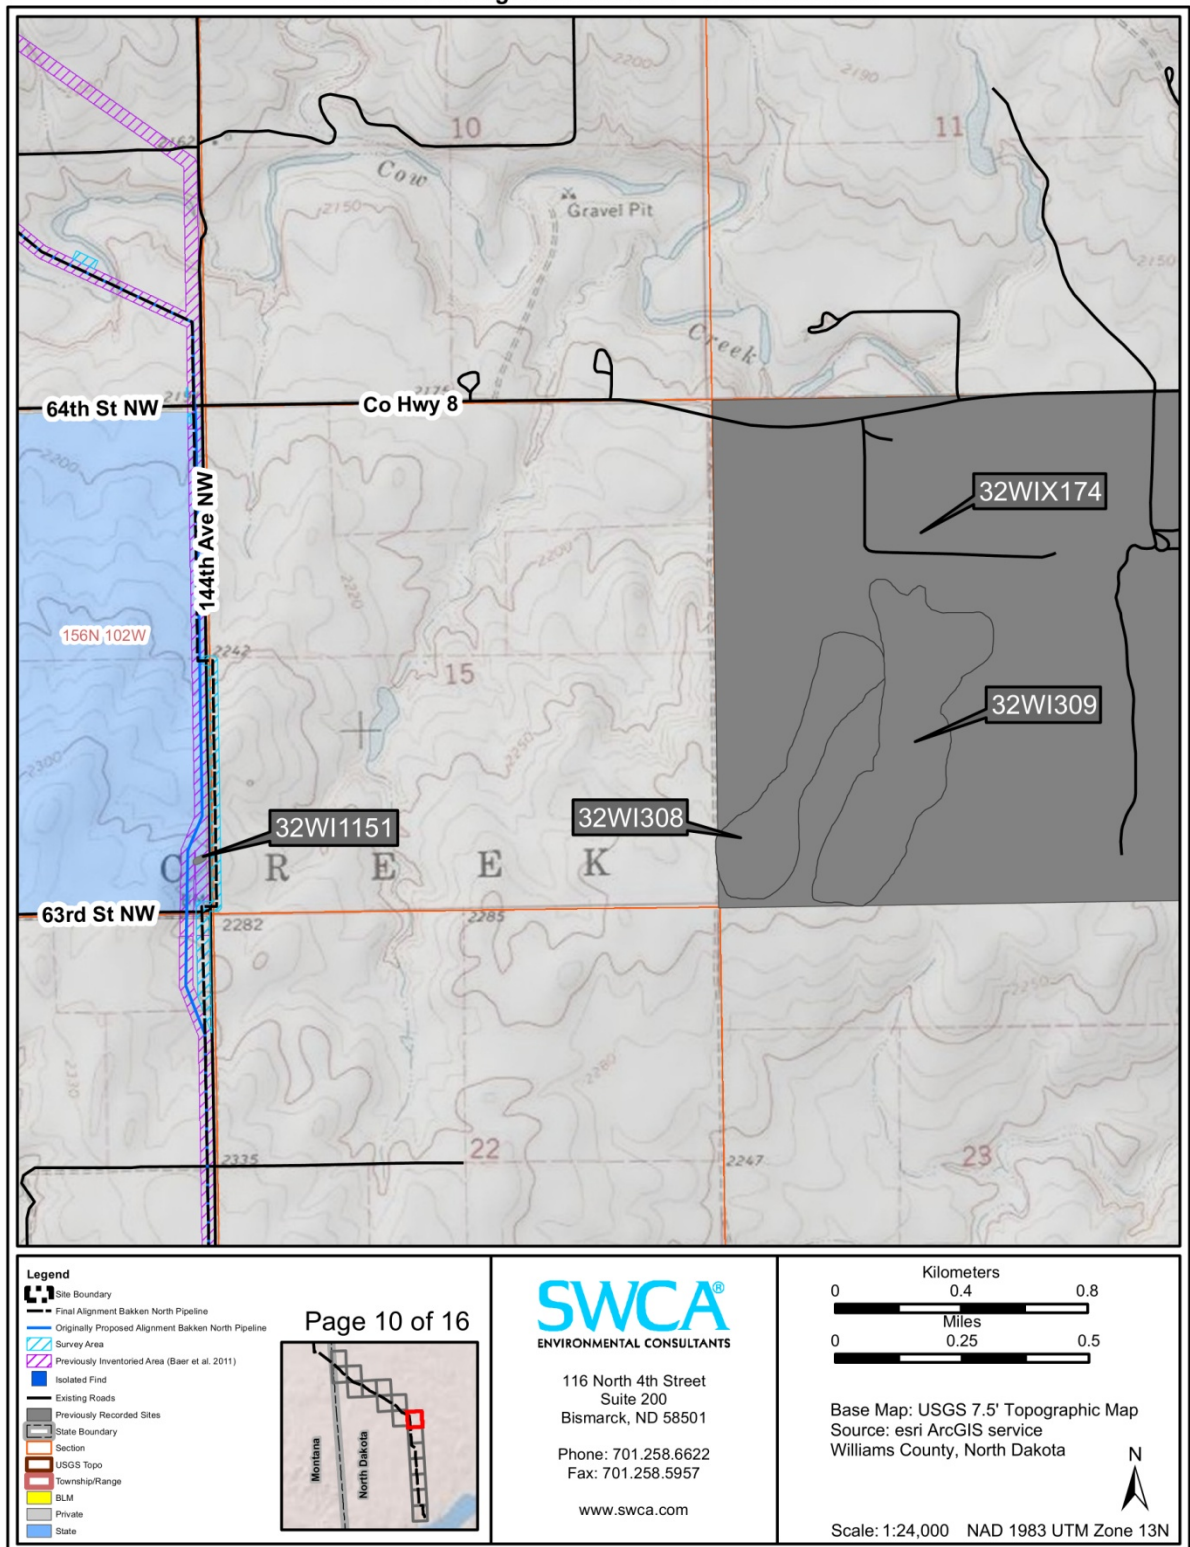 2200
2190
10
11
2162
Cow
2150
Gravel Pit
2150
Creek
64th St NW
Co Hwy 8
2200
144th Ave NW
32WIX174
2200
2220
156N 102W
2242
15
32WI309
2250
2300
32WI1151
32WI308
C R E E K
63rd St NW
2282
2285
2250
2330
2280
2335
22
2247
23
Legend
Site Boundary
Final Alignment Bakken North Pipeline
Originally Proposed Alignment Bakken North Pipeline
Survey Area
Previously Inventoried Area (Baer et al. 2011)
Isolated Find
Existing Roads
Previously Recorded Sites
State Boundary
Section
USGS Topo
Township/Range
BLM
Private
State
Page 10 of 16
Montana
North Dakota
SWCA®
ENVIRONMENTAL CONSULTANTS
116 North 4th Street
Suite 200
Bismarck, ND 58501
Phone: 701.258.6622
Fax: 701.258.5957
www.swca.com
Kilometers
0 0.4 0.8
Miles
0 0.25 0.5
Base Map: USGS 7.5' Topographic Map
Source: esri ArcGIS service
Williams County, North Dakota
N
Scale: 1:24,000 NAD 1983 UTM Zone 13N